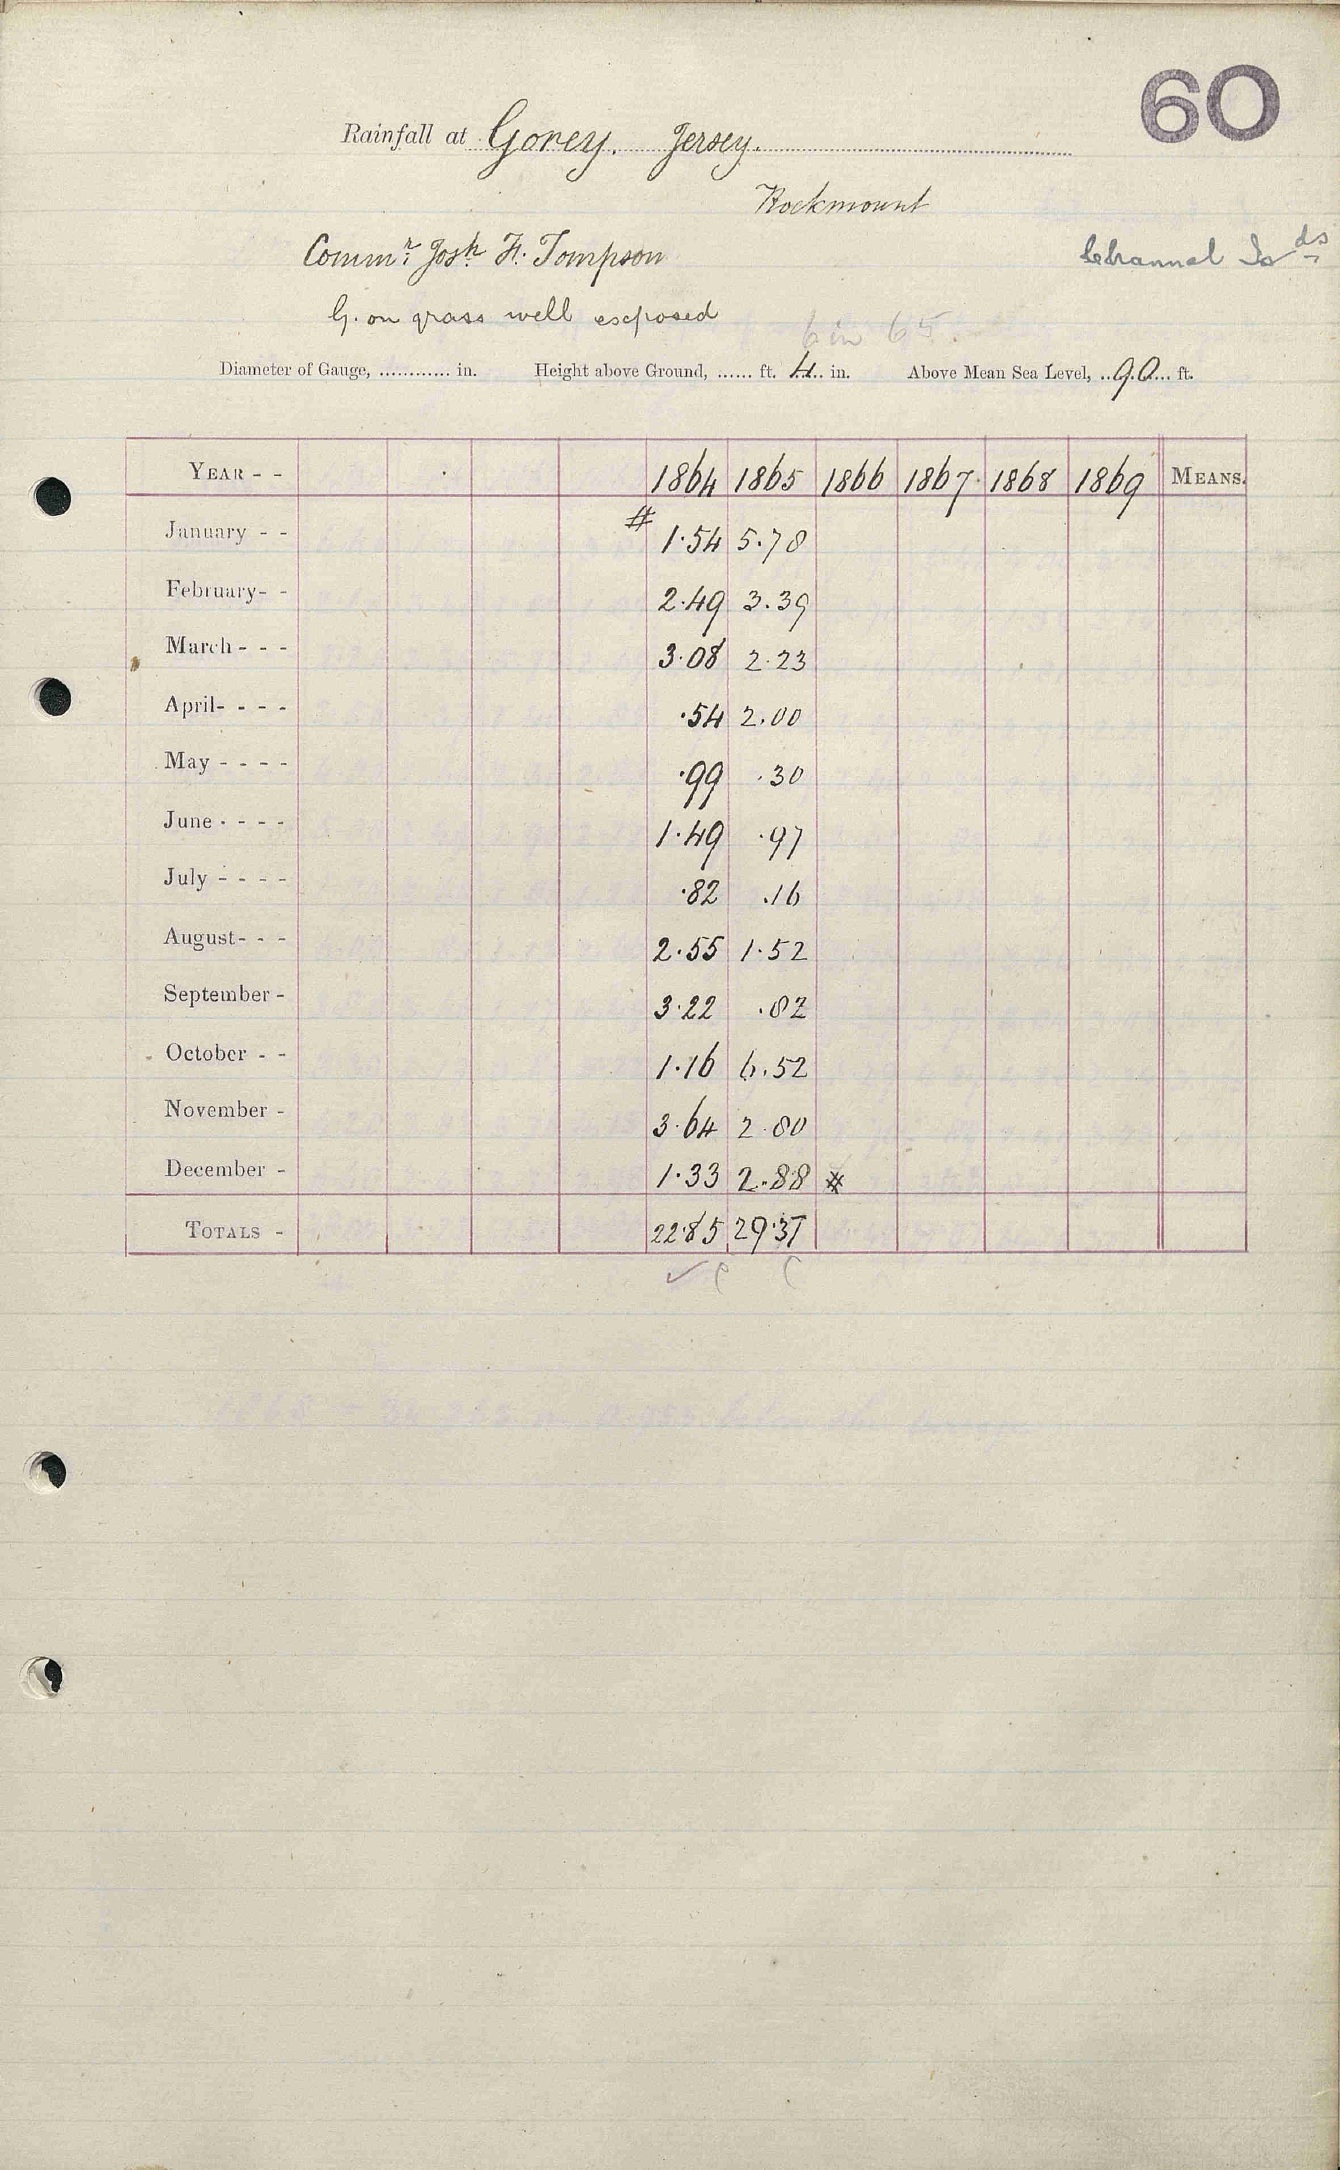 60
Rainfall at Gorey. Jersey.
Rockmount
Commr. Josh. H. Tompson
Channel Isds
G. on grass well exposed
6 in 65.
Diameter of Gauge, ............ in. Height above Ground, ...... ft. 4 in. Above Mean Sea Level, ..90... ft.
YEAR - - 1864 1865 1866 1867 1868 1869 MEANS.
January - - # 1.54 5.78
February- - 2.49 3.39
March - - - 3.08 2.23
April- - - - .54 2.00
May - - - - .99 .30
June - - - - 1.49 .97
July - - - - .82 .16
August- - - 2.55 1.52
September - 3.22 .82
October - - 1.16 6.52
November - 3.64 2.80
December - 1.33 2.88 #
TOTALS - 22.85 29.37
✓ C C